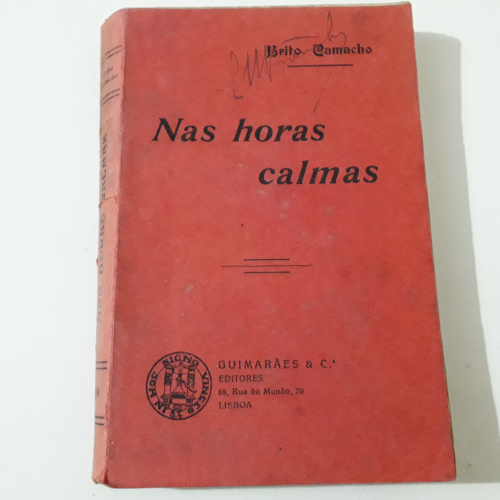 Brito Camacho
Nas horas
calmas
GUIMARÃES & C.ª
EDITORES
68, Rua do Mundo, 70
LISBOA